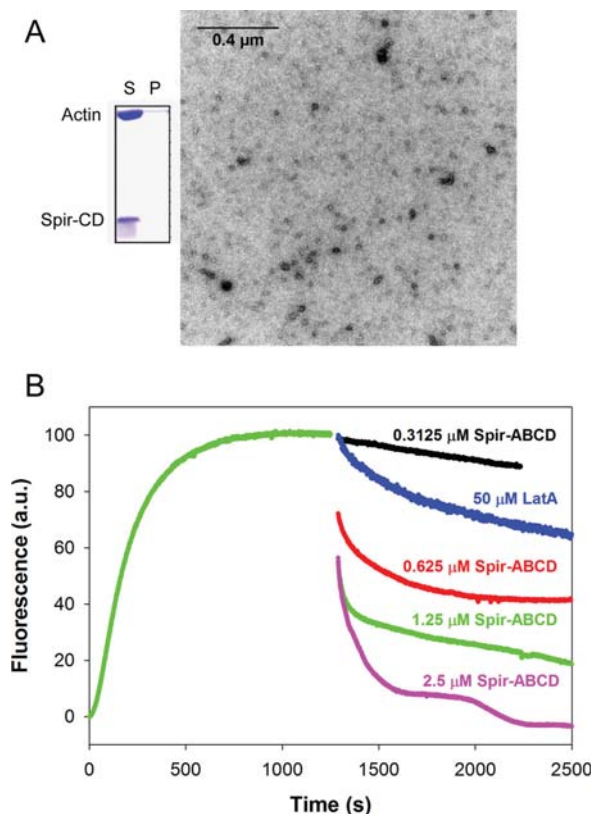 A
0.4 μm
S P
Actin
Spir-CD
B
Fluorescence (a.u.)
100
80
60
40
20
0
0.3125 μM Spir-ABCD
50 μM LatA
0.625 μM Spir-ABCD
1.25 μM Spir-ABCD
2.5 μM Spir-ABCD
0 500 1000 1500 2000 2500
Time (s)